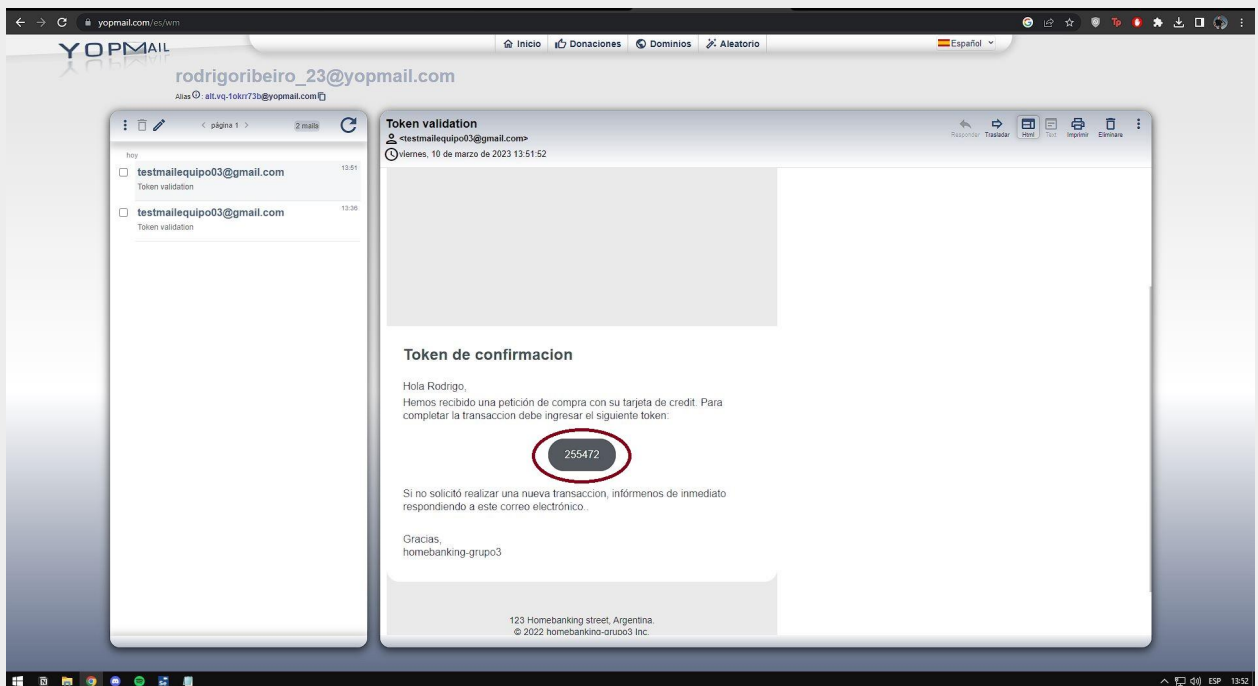 yopmail.com/es/wm
YOPMAIL
Inicio
Donaciones
Dominios
Aleatorio
Español
rodrigoribeiro_23@yopmail.com
Alias : alt.vq-1okrr73b@yopmail.com
página 1
2 mails
hoy
testmailequipo03@gmail.com 13:51
Token validation
testmailequipo03@gmail.com 13:36
Token validation
Token validation
<testmailequipo03@gmail.com>
viernes, 10 de marzo de 2023 13:51:52
Responder Trasladar Html Text Imprimir Eliminare
Token de confirmacion
Hola Rodrigo,
Hemos recibido una petición de compra con su tarjeta de credit. Para
completar la transaccion debe ingresar el siguiente token:
255472
Si no solicitó realizar una nueva transaccion, infórmenos de inmediato
respondiendo a este correo electrónico..
Gracias,
homebanking-grupo3
123 Homebanking street, Argentina.
© 2022 homebanking-grupo3 Inc.
ESP 13:52